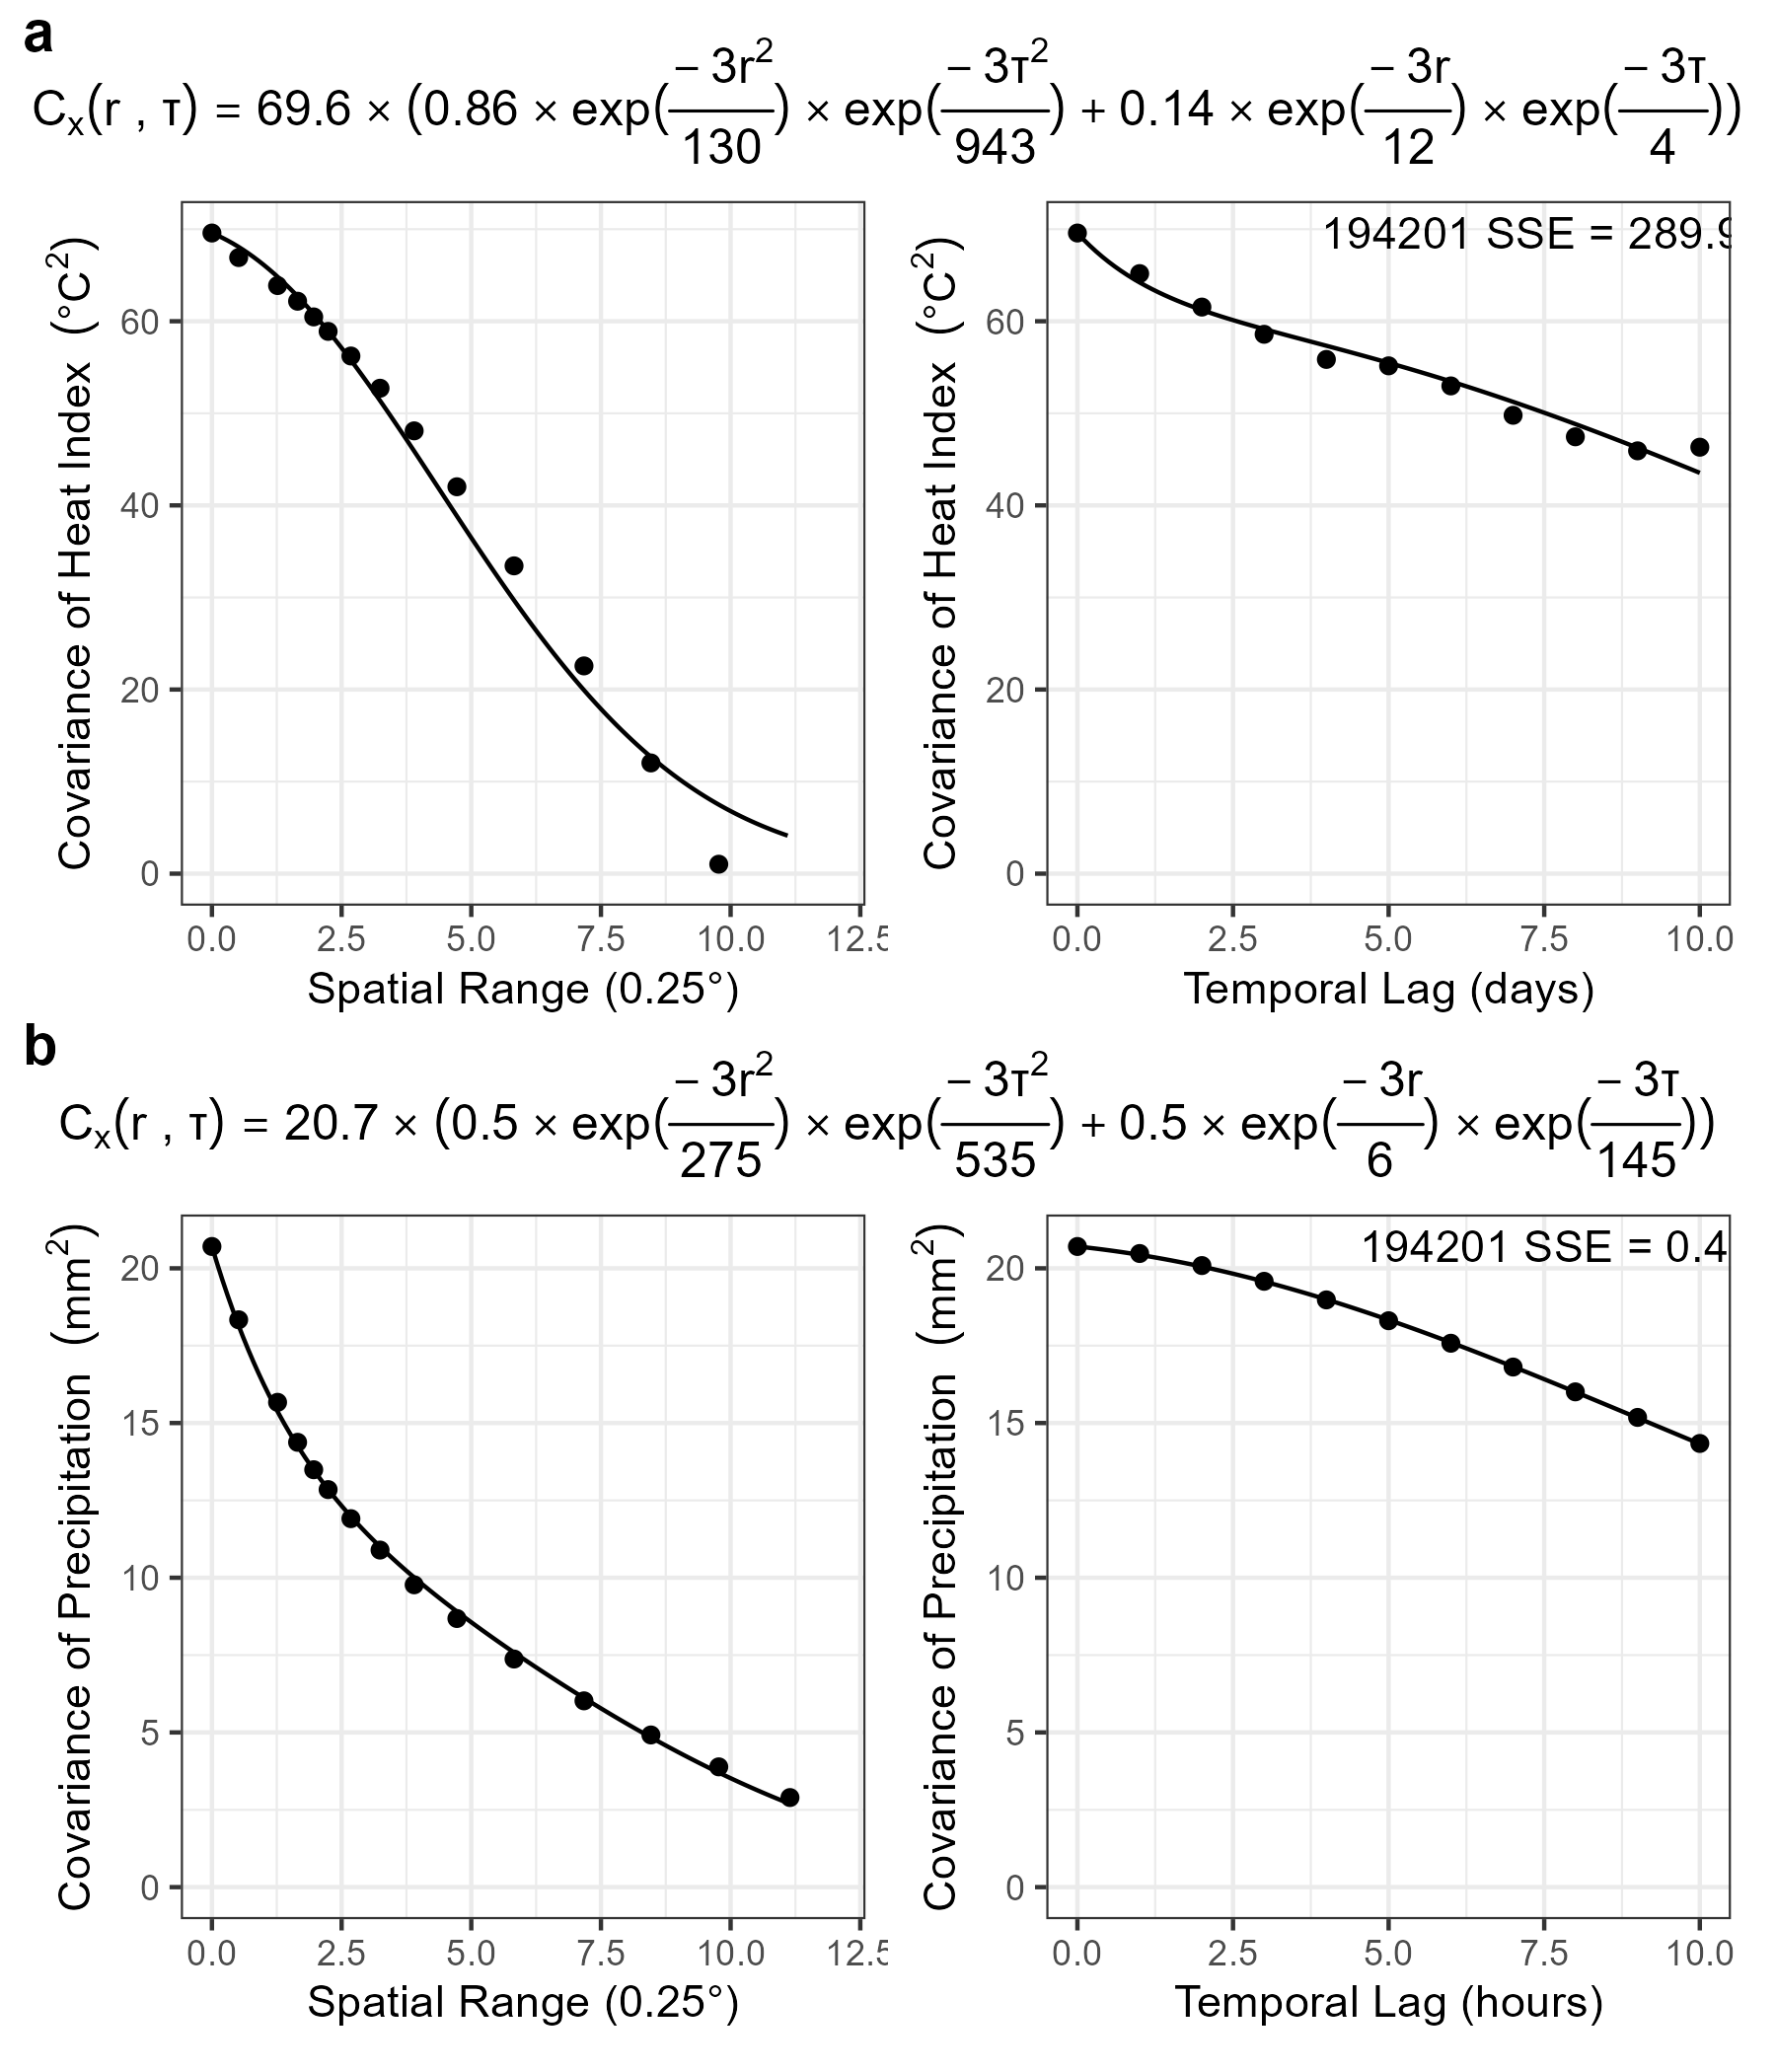 a
Cx(r , τ) = 69.6 × (0.86 × exp(− 3r²/130) × exp(− 3τ²/943) + 0.14 × exp(− 3r/12) × exp(− 3τ/4))
Covariance of Heat Index (°C²)
60
40
20
0
0.0 2.5 5.0 7.5 10.0 12.5
Spatial Range (0.25°)
194201 SSE = 289.9
Covariance of Heat Index (°C²)
60
40
20
0
0.0 2.5 5.0 7.5 10.0
Temporal Lag (days)
b
Cx(r , τ) = 20.7 × (0.5 × exp(− 3r²/275) × exp(− 3τ²/535) + 0.5 × exp(− 3r/6) × exp(− 3τ/145))
Covariance of Precipitation (mm²)
20
15
10
5
0
0.0 2.5 5.0 7.5 10.0 12.5
Spatial Range (0.25°)
194201 SSE = 0.4
Covariance of Precipitation (mm²)
20
15
10
5
0
0.0 2.5 5.0 7.5 10.0
Temporal Lag (hours)